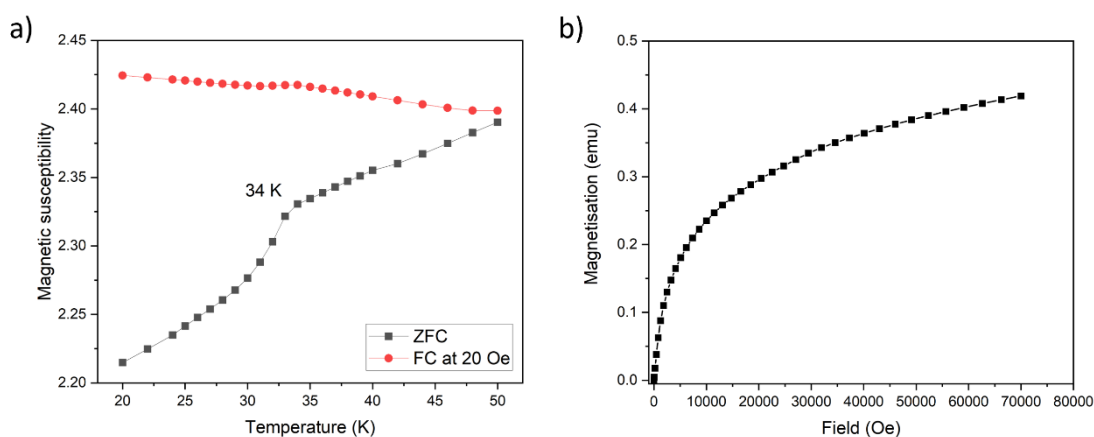 a)
2.45
2.40
2.35
2.30
2.25
2.20
Magnetic susceptibility
34 K
ZFC
FC at 20 Oe
20 25 30 35 40 45 50
Temperature (K)
b)
0.5
0.4
0.3
0.2
0.1
0.0
Magnetisation (emu)
0 10000 20000 30000 40000 50000 60000 70000 80000
Field (Oe)